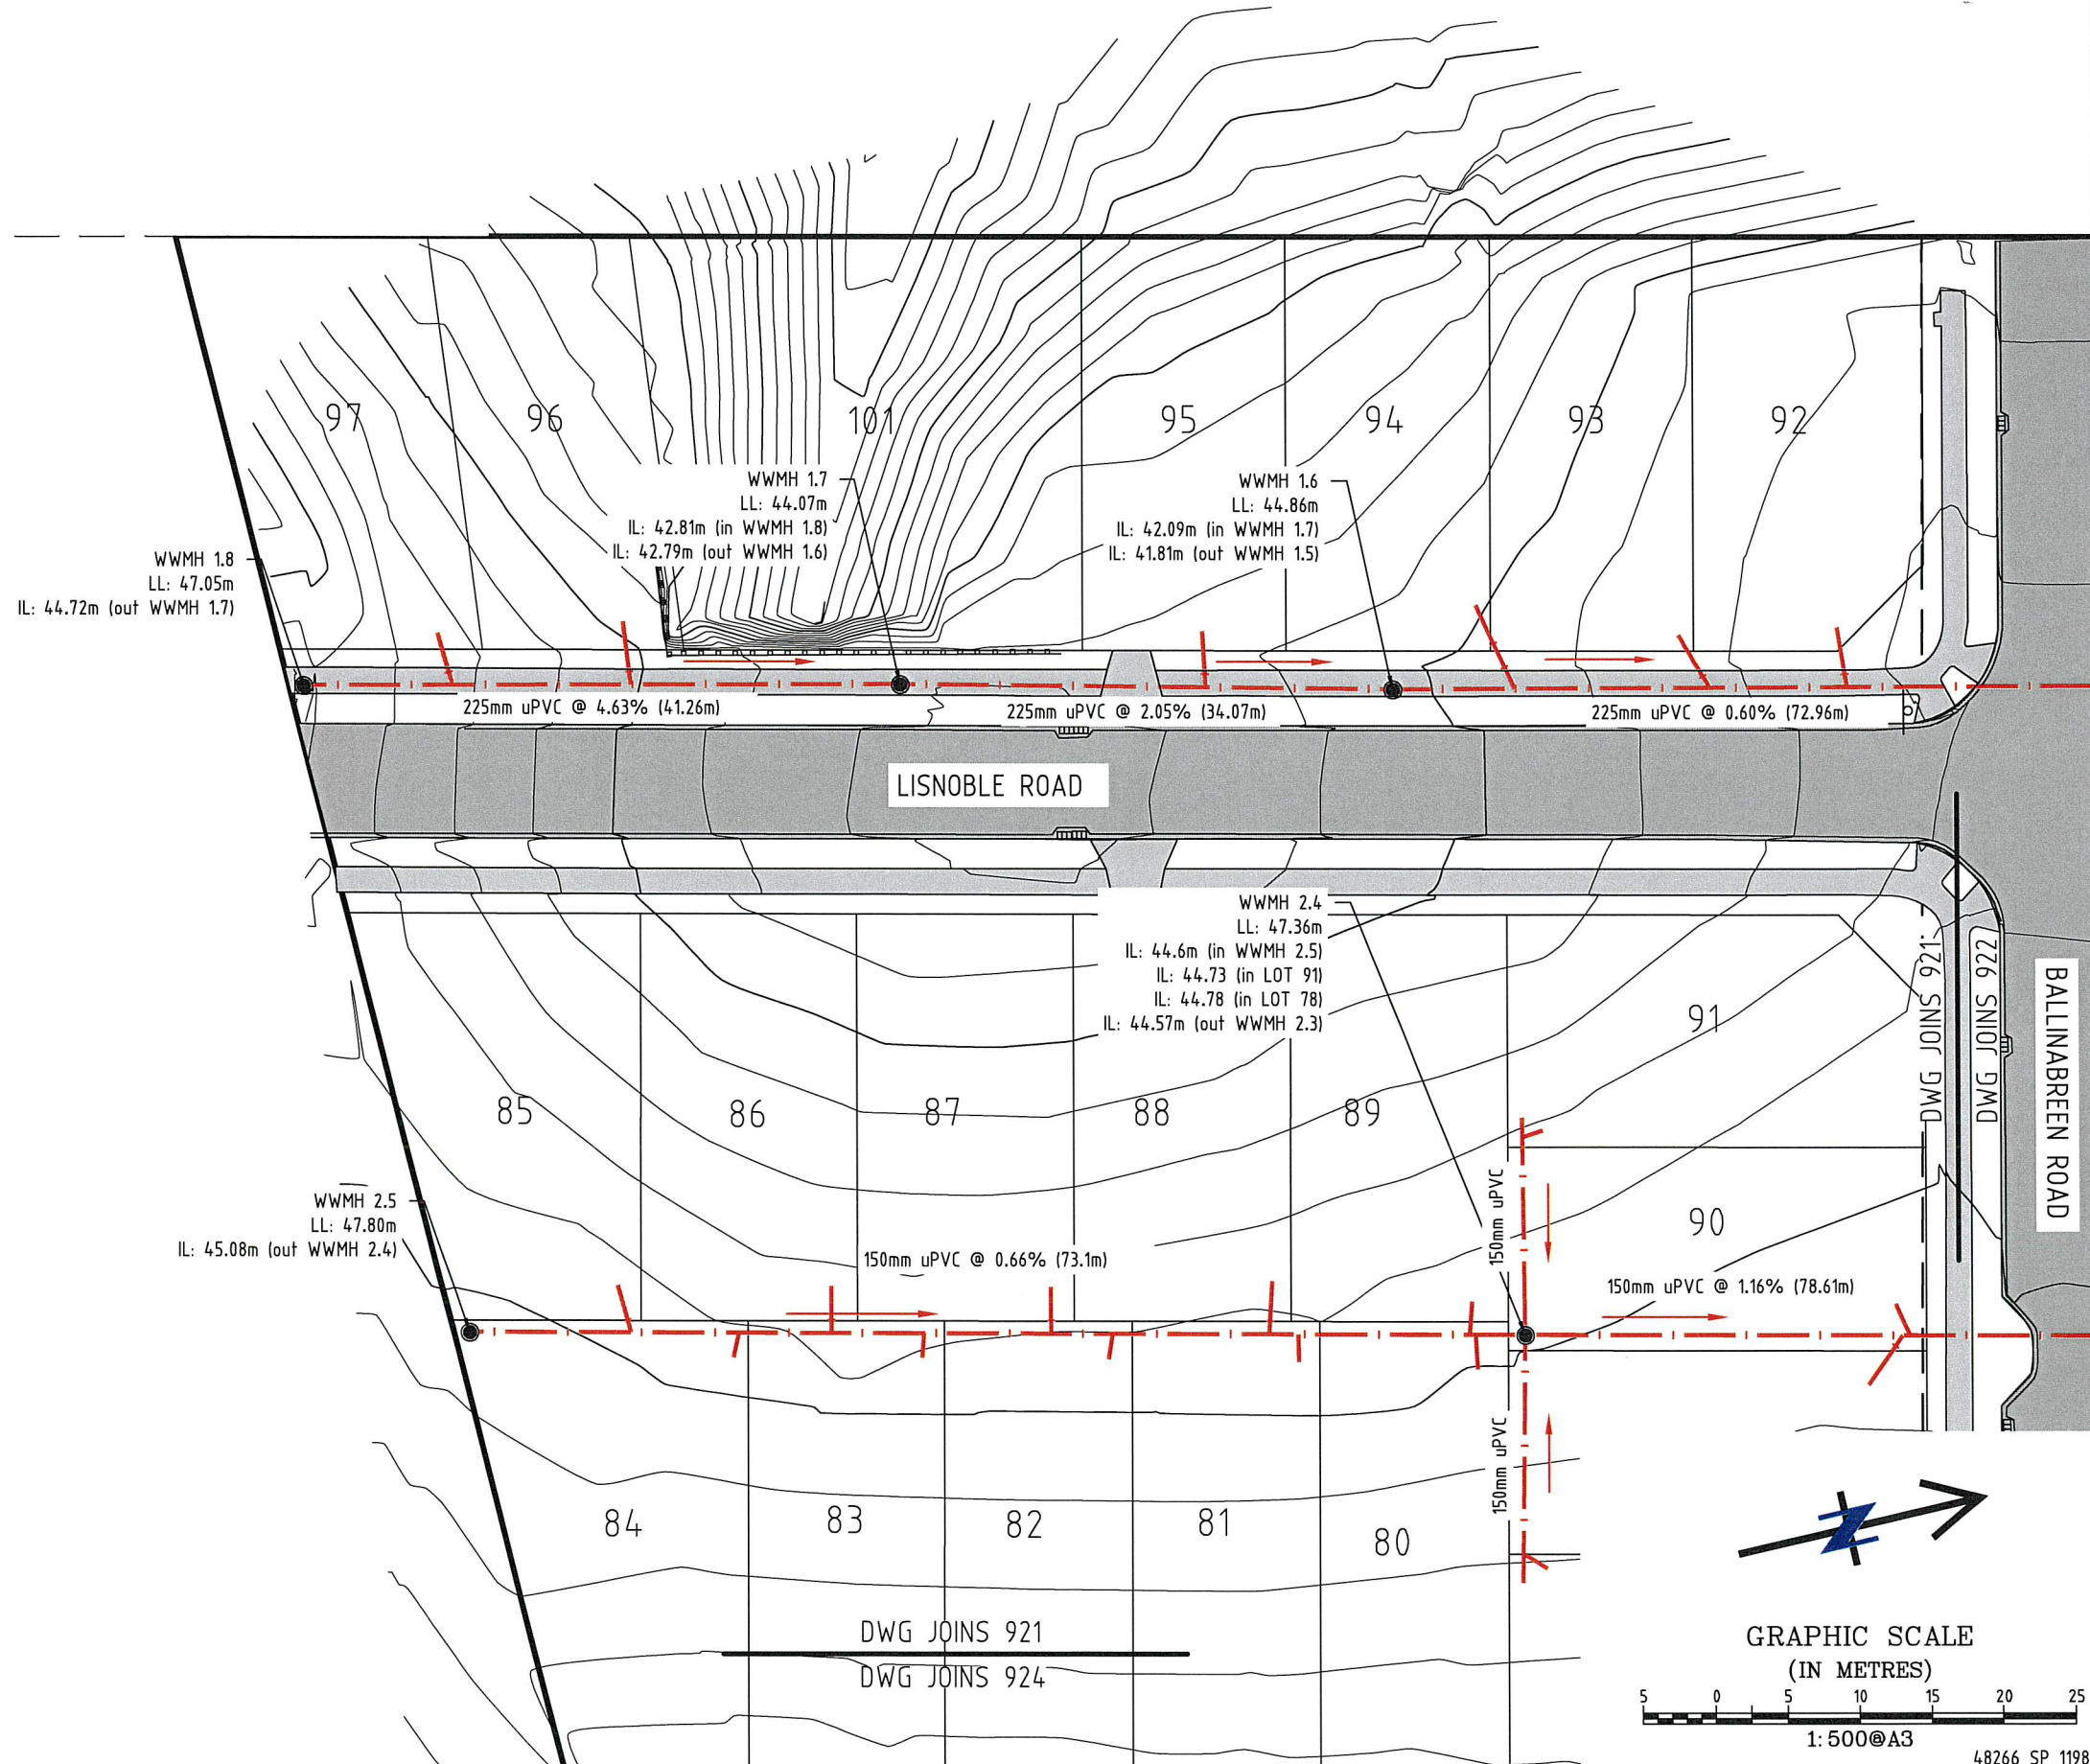 97
96
101
95
94
93
92
WWMH 1.7
LL: 44.07m
IL: 42.81m (in WWMH 1.8)
IL: 42.79m (out WWMH 1.6)
WWMH 1.6
LL: 44.86m
IL: 42.09m (in WWMH 1.7)
IL: 41.81m (out WWMH 1.5)
WWMH 1.8
LL: 47.05m
IL: 44.72m (out WWMH 1.7)
225mm uPVC @ 4.63% (41.26m)
225mm uPVC @ 2.05% (34.07m)
225mm uPVC @ 0.60% (72.96m)
LISNOBLE ROAD
WWMH 2.4
LL: 47.36m
IL: 44.6m (in WWMH 2.5)
IL: 44.73 (in LOT 91)
IL: 44.78 (in LOT 78)
IL: 44.57m (out WWMH 2.3)
DWG JOINS 921
DWG JOINS 922
BALLINABREEN ROAD
91
85
86
87
88
89
90
WWMH 2.5
LL: 47.80m
IL: 45.08m (out WWMH 2.4)
150mm uPVC @ 0.66% (73.1m)
150mm uPVC
150mm uPVC @ 1.16% (78.61m)
150mm uPVC
84
83
82
81
80
DWG JOINS 921
DWG JOINS 924
GRAPHIC SCALE
(IN METRES)
5 0 5 10 15 20 25
1:500@A3
48266 SP 1198